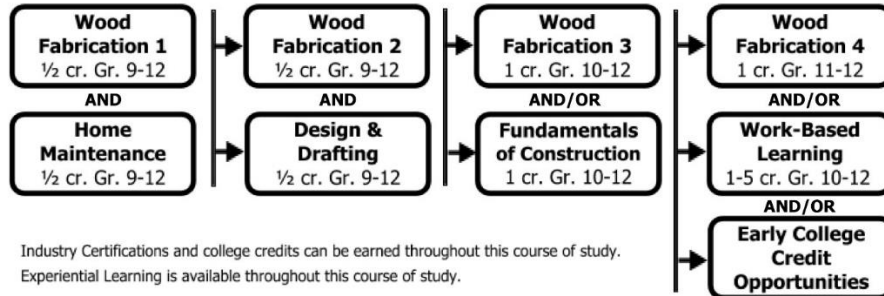 Wood
Fabrication 1
½ cr. Gr. 9-12
AND
Home
Maintenance
½ cr. Gr. 9-12
Wood
Fabrication 2
½ cr. Gr. 9-12
AND
Design &
Drafting
½ cr. Gr. 9-12
Wood
Fabrication 3
1 cr. Gr. 10-12
AND/OR
Fundamentals
of Construction
1 cr. Gr. 10-12
Wood
Fabrication 4
1 cr. Gr. 11-12
AND/OR
Work-Based
Learning
1-5 cr. Gr. 10-12
AND/OR
Early College
Credit
Opportunities
Industry Certifications and college credits can be earned throughout this course of study.
Experiential Learning is available throughout this course of study.